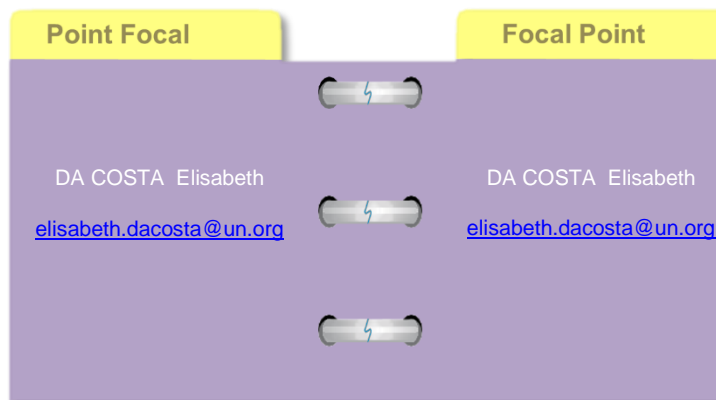 Point Focal
DA COSTA Elisabeth
elisabeth.dacosta@un.org
Focal Point
DA COSTA Elisabeth
elisabeth.dacosta@un.org